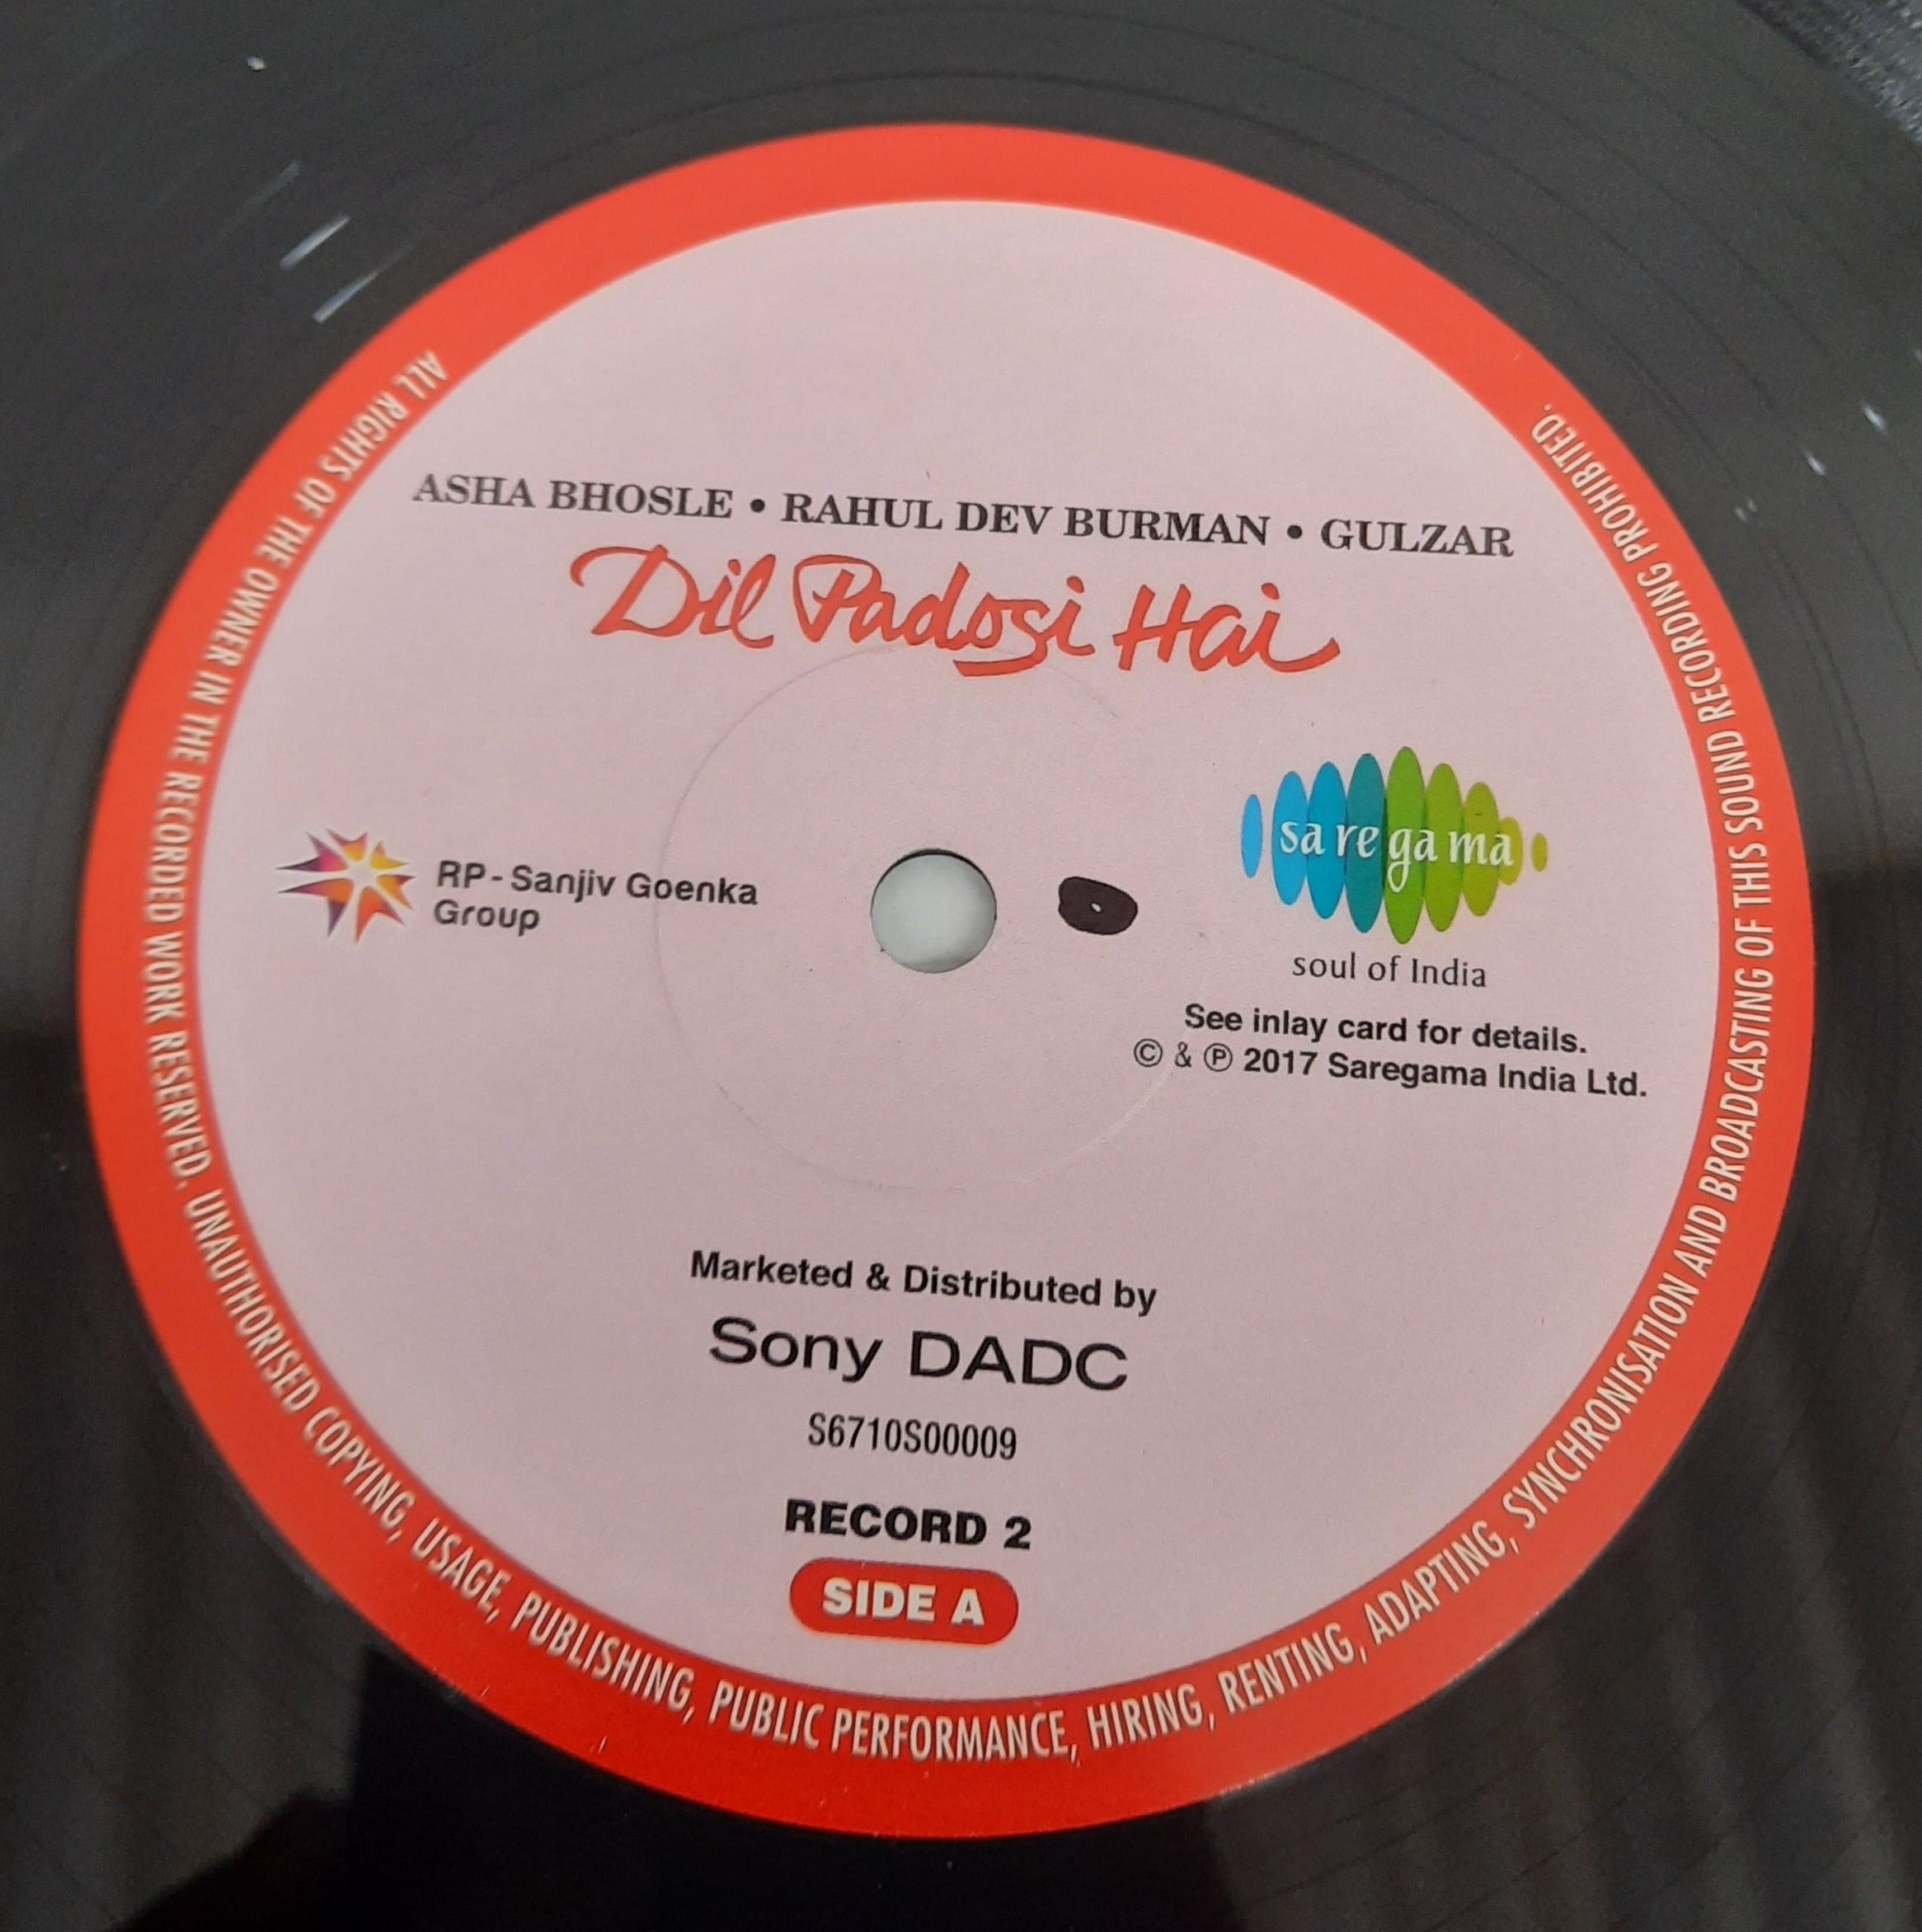 ASHA BHOSLE • RAHUL DEV BURMAN • GULZAR
Dil Padosi Hai
RP-Sanjiv Goenka
Group
sa re ga ma
soul of India
See inlay card for details.
© & ℗ 2017 Saregama India Ltd.
Marketed & Distributed by
Sony DADC
S6710S00009
RECORD 2
SIDE A
ALL RIGHTS OF THE OWNER IN THE RECORDED WORK RESERVED. UNAUTHORISED COPYING, USAGE, PUBLISHING, PUBLIC PERFORMANCE, HIRING, RENTING, ADAPTING, SYNCHRONISATION AND BROADCASTING OF THIS SOUND RECORDING PROHIBITED.